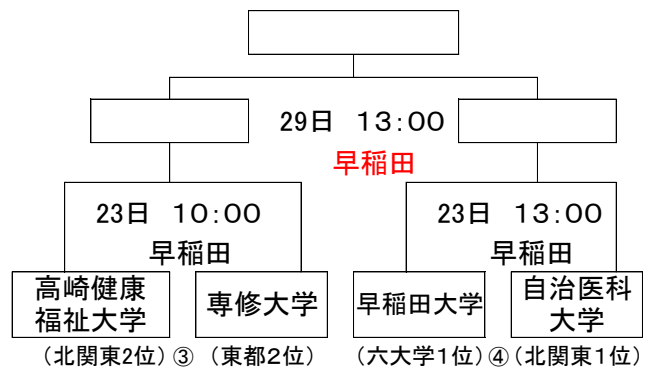 29日 13:00
早稲田
23日 10:00
早稲田
23日 13:00
早稲田
高崎健康
福祉大学
専修大学
早稲田大学
自治医科
大学
(北関東2位)③(東都2位)
(六大学1位)④(北関東1位)